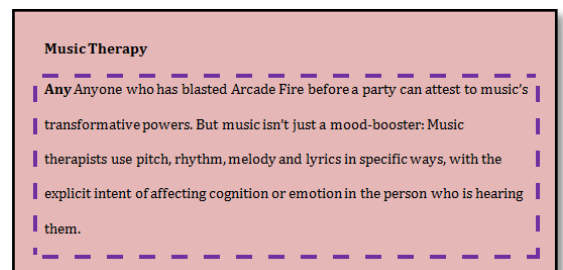 Music Therapy
Any Anyone who has blasted Arcade Fire before a party can attest to music's
transformative powers. But music isn't just a mood-booster: Music
therapists use pitch, rhythm, melody and lyrics in specific ways, with the
explicit intent of affecting cognition or emotion in the person who is hearing
them.